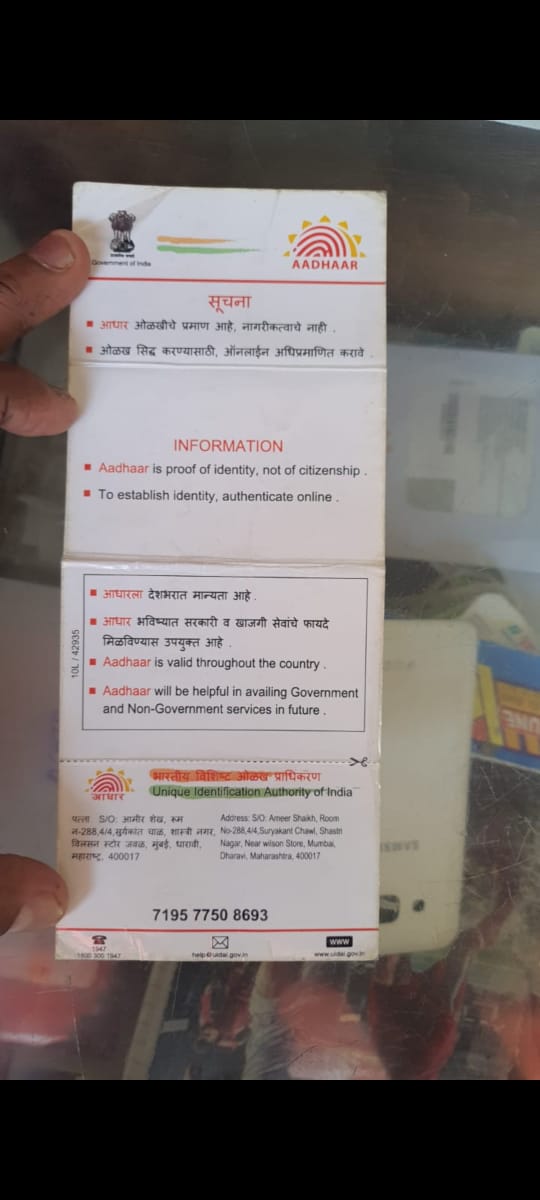 Government of India
AADHAAR
सूचना
आधार ओळखीचे प्रमाण आहे, नागरीकत्वाचे नाही .
ओळख सिद्ध करण्यासाठी, ऑनलाईन अधिप्रमाणित करावे .
INFORMATION
Aadhaar is proof of identity, not of citizenship .
To establish identity, authenticate online .
आधारला देशभरात मान्यता आहे .
आधार भविष्यात सरकारी व खाजगी सेवांचे फायदे
मिळविण्यास उपयुक्त आहे .
Aadhaar is valid throughout the country .
Aadhaar will be helpful in availing Government
and Non-Government services in future .
10L / 42935
आधार
भारतीय विशिष्ट ओळख प्राधिकरण
Unique Identification Authority of India
पत्ता S/O: आमीर शेख, रूम
न-288,4/4,सुर्यकांत चाळ, शास्त्री नगर,
विलसन स्टोर जवळ, मुंबई, धारावी,
महाराष्ट्र, 400017
Address: S/O: Ameer Shaikh, Room
No-288,4/4,Suryakant Chawl, Shastri
Nagar, Near wilson Store, Mumbai,
Dharavi, Maharashtra, 400017
7195 7750 8693
1947
1800 300 1947
help@uidai.gov.in
WWW
www.uidai.gov.in